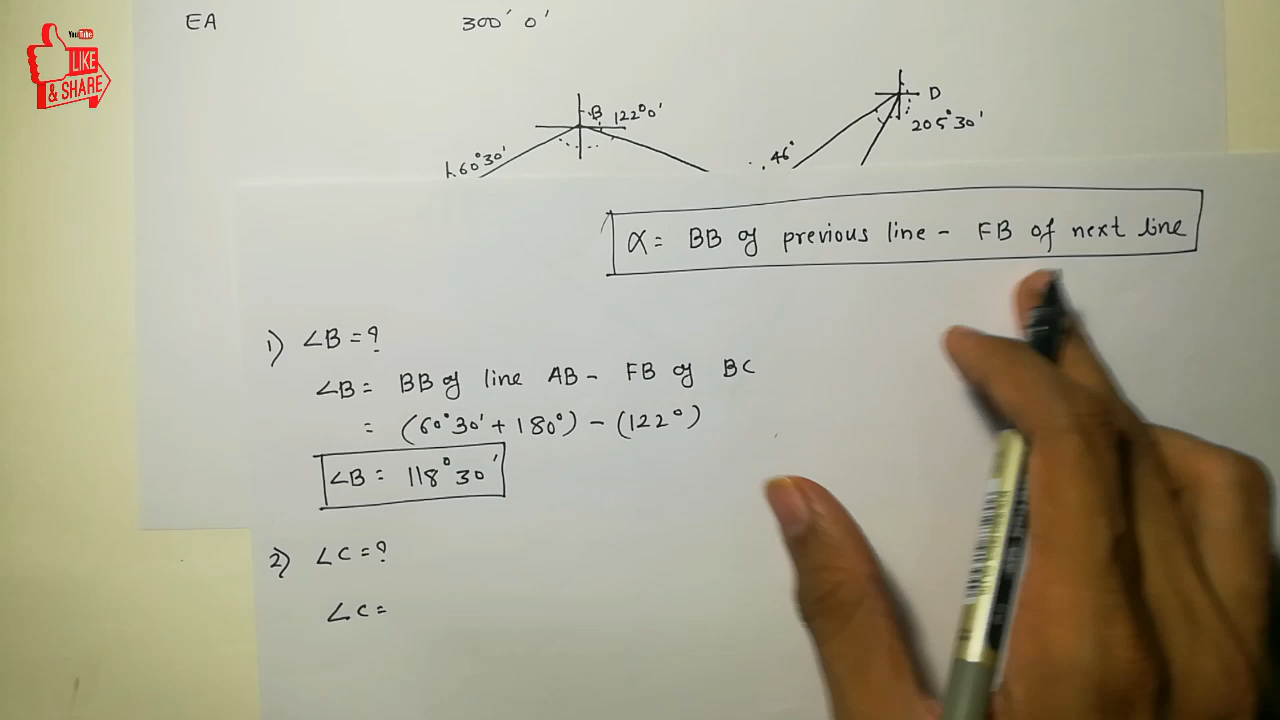 YouTube
LIKE
& SHARE
EA 300' 0'
B 122°0'
60°30'
D
205°30'
46°
α = BB of previous line - FB of next line
1) ∠B = ?
∠B = BB of line AB - FB of BC
= (60°30' + 180°) - (122°)
∠B = 118°30'
2) ∠C = ?
∠C =